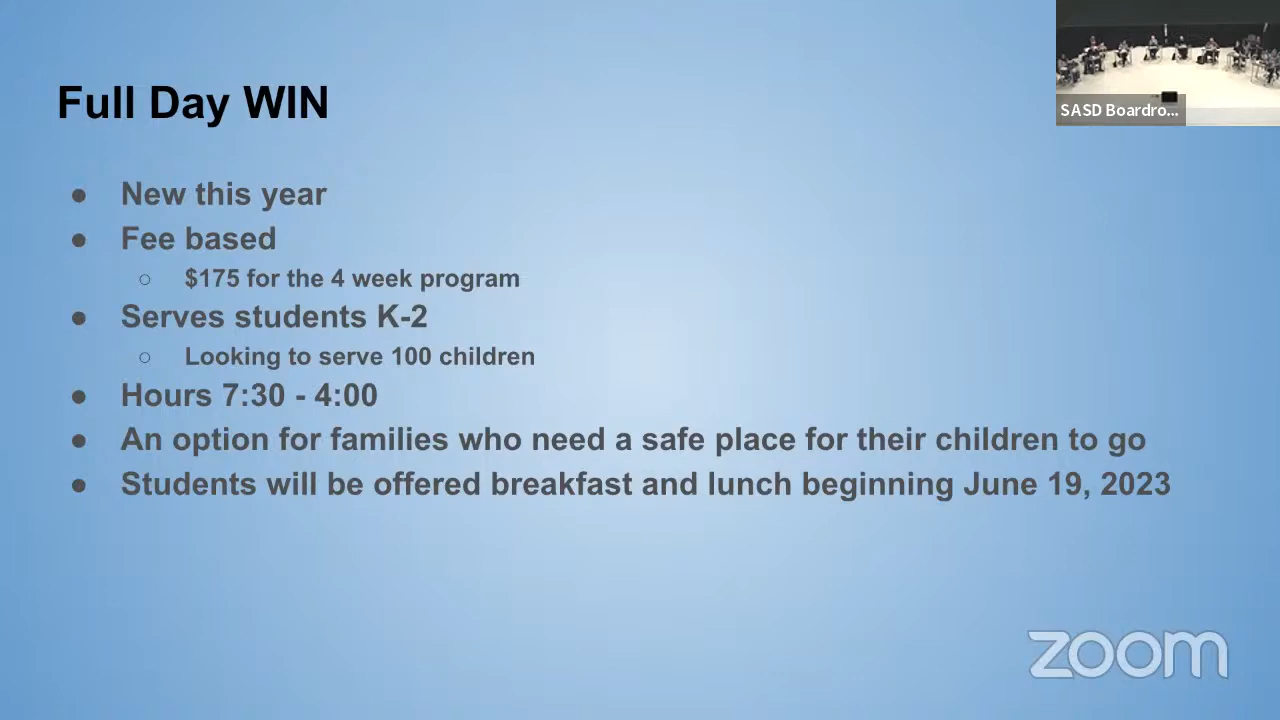 SASD Boardro...
Full Day WIN
● New this year
● Fee based
○ $175 for the 4 week program
● Serves students K-2
○ Looking to serve 100 children
● Hours 7:30 - 4:00
● An option for families who need a safe place for their children to go
● Students will be offered breakfast and lunch beginning June 19, 2023
zoom